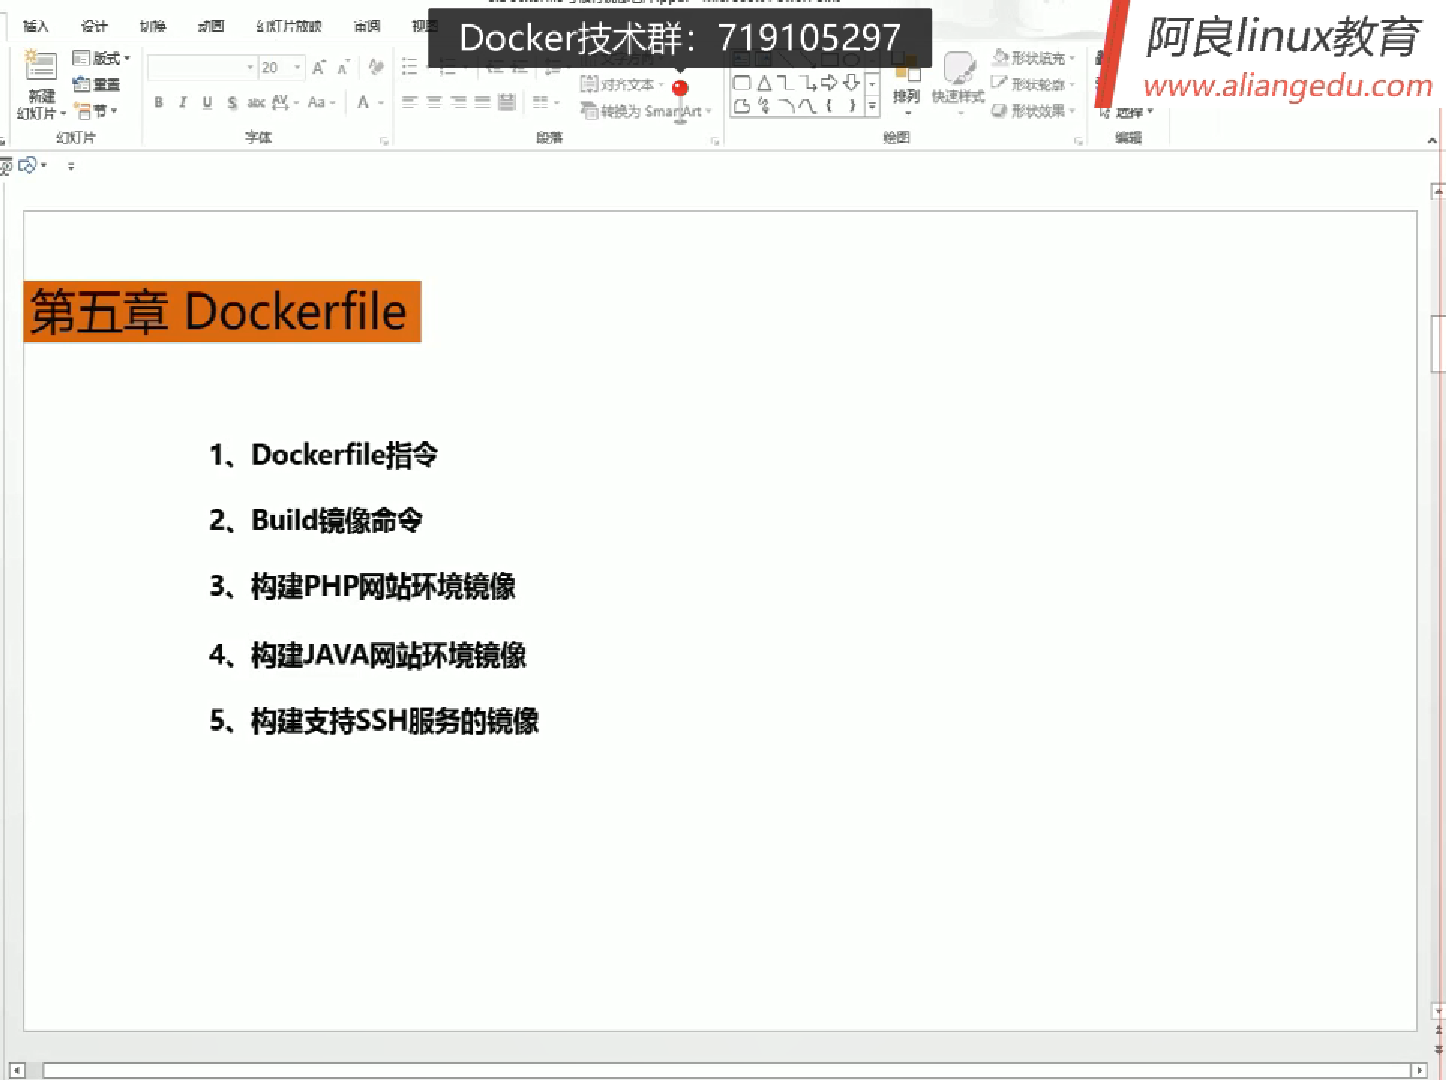 插入 设计 切换 动画 幻灯片放映 审阅 视图
Docker技术群：719105297
阿良linux教育
www.aliangedu.com
版式
重置
节
新建
幻灯片
20
B I U S abc AV Aa A
对齐文本
转换为 SmartArt
排列
快速样式
形状填充
形状轮廓
形状效果
选择
幻灯片
字体
段落
绘图
编辑
第五章 Dockerfile
1、Dockerfile指令
2、Build镜像命令
3、构建PHP网站环境镜像
4、构建JAVA网站环境镜像
5、构建支持SSH服务的镜像